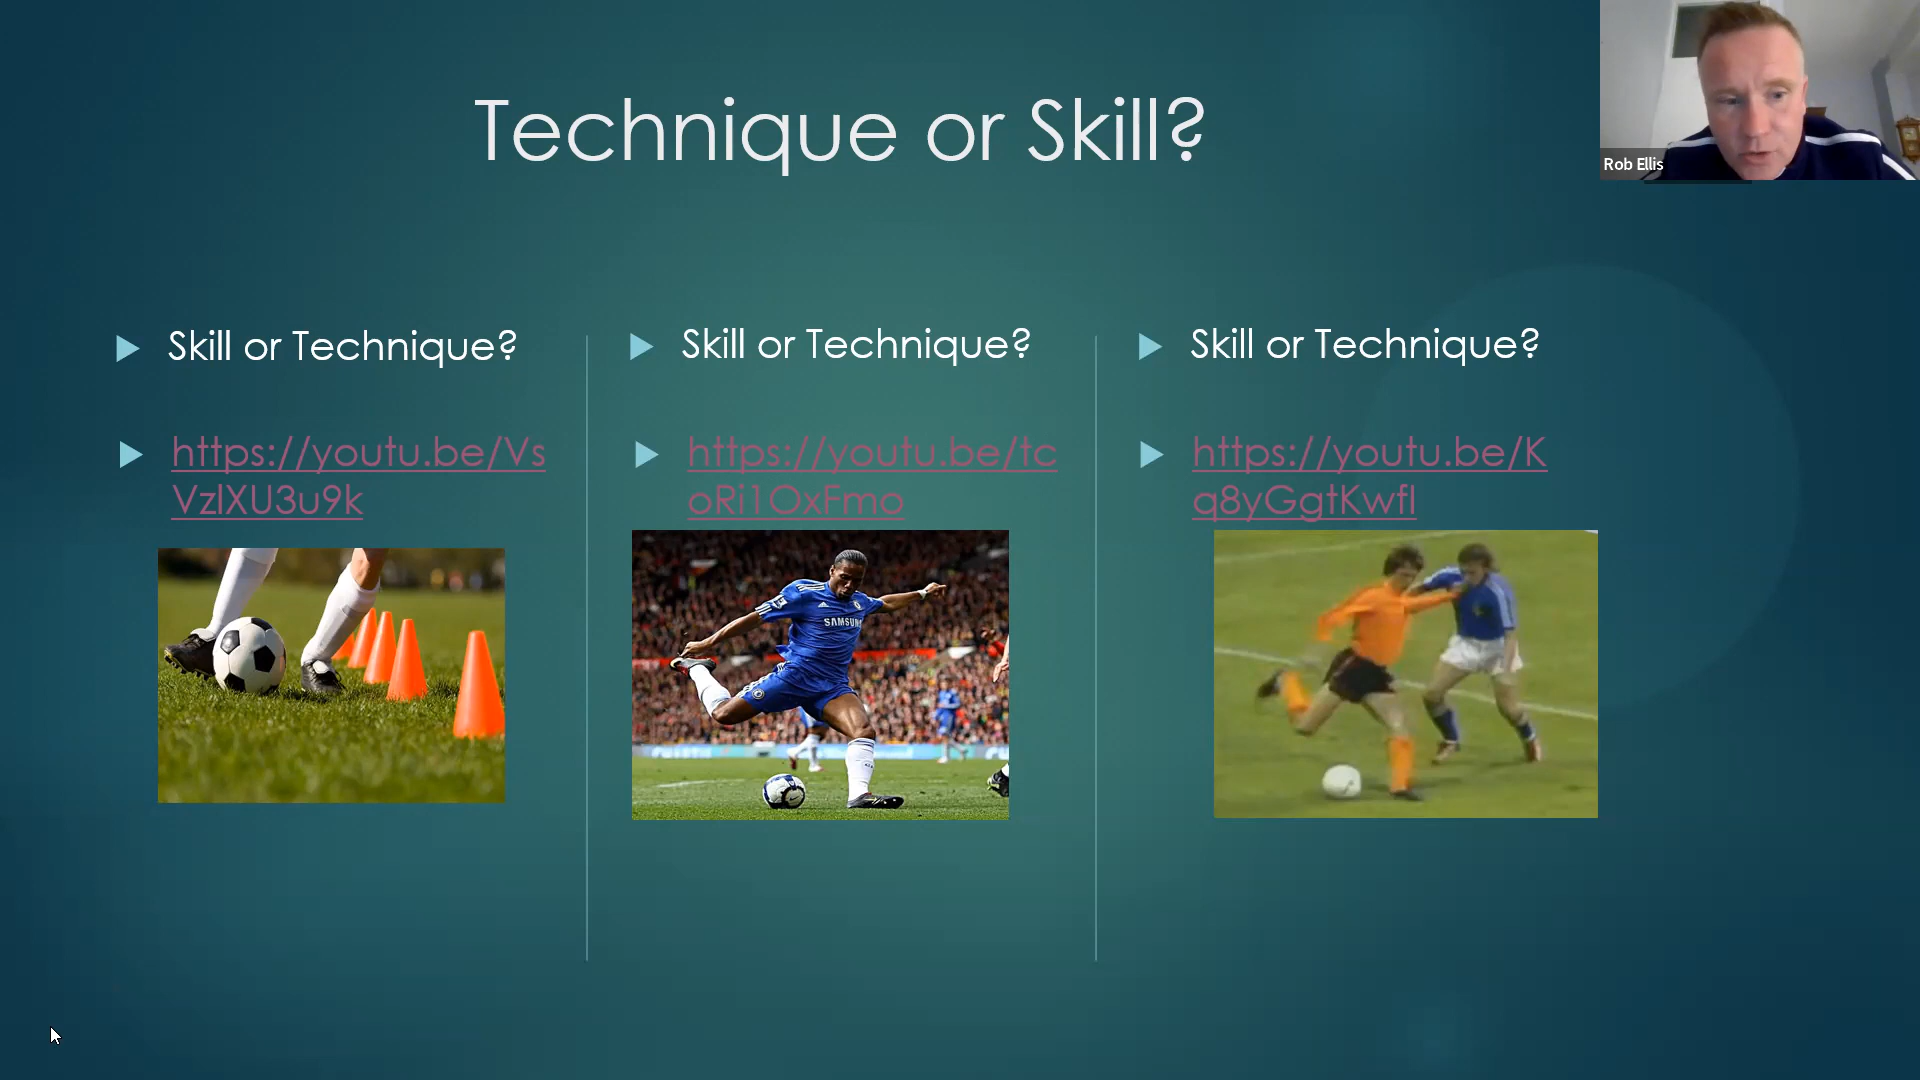 Technique or Skill?
Rob Ellis
Skill or Technique?
https://youtu.be/Vs
VzlXU3u9k
Skill or Technique?
https://youtu.be/tc
oRi1OxFmo
SAMSUNG
Skill or Technique?
https://youtu.be/K
q8yGgtKwfI